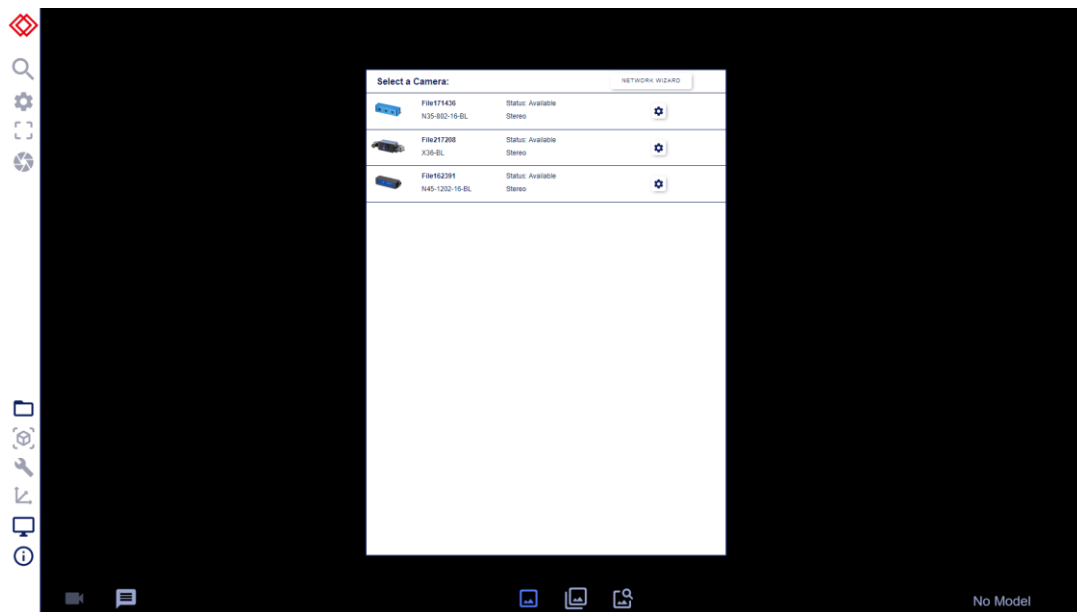 Select a Camera:
NETWORK WIZARD
File171436
Status: Available
N35-802-16-BL
Stereo
File217208
Status: Available
X36-BL
Stereo
File162391
Status: Available
N45-1202-16-BL
Stereo
No Model